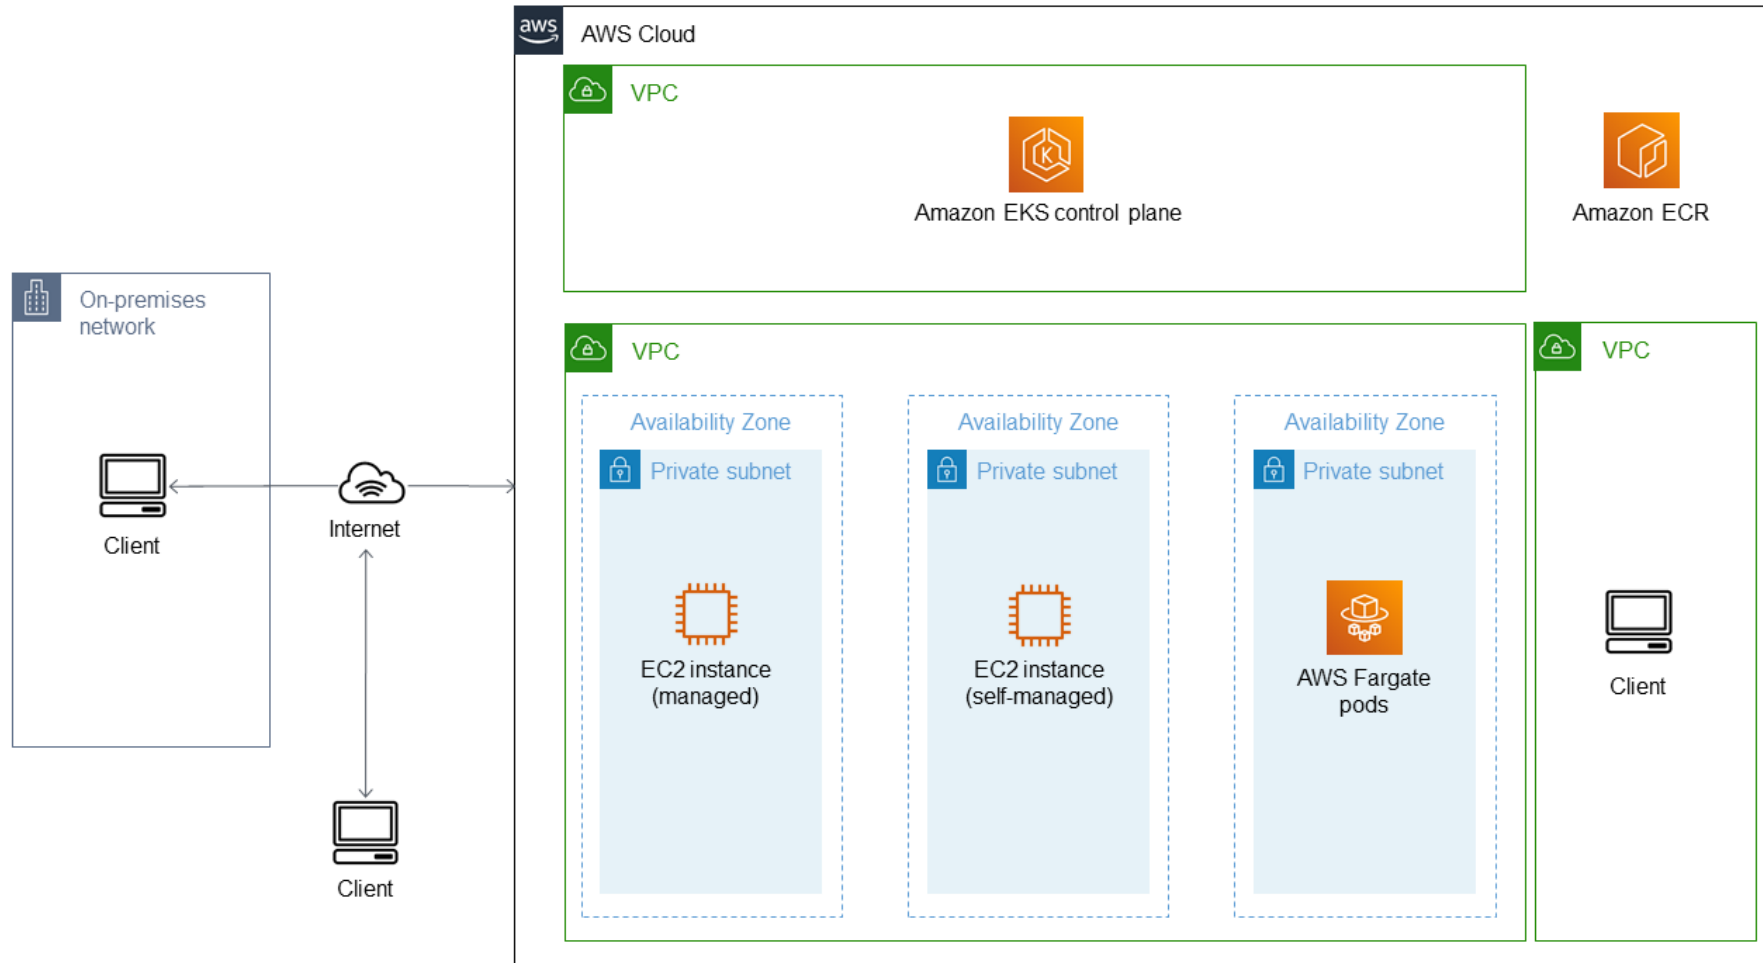 aws
AWS Cloud
VPC
Amazon EKS control plane
Amazon ECR
On-premises
network
Client
Internet
Client
VPC
Availability Zone
Private subnet
EC2 instance
(managed)
Availability Zone
Private subnet
EC2 instance
(self-managed)
Availability Zone
Private subnet
AWS Fargate
pods
VPC
Client